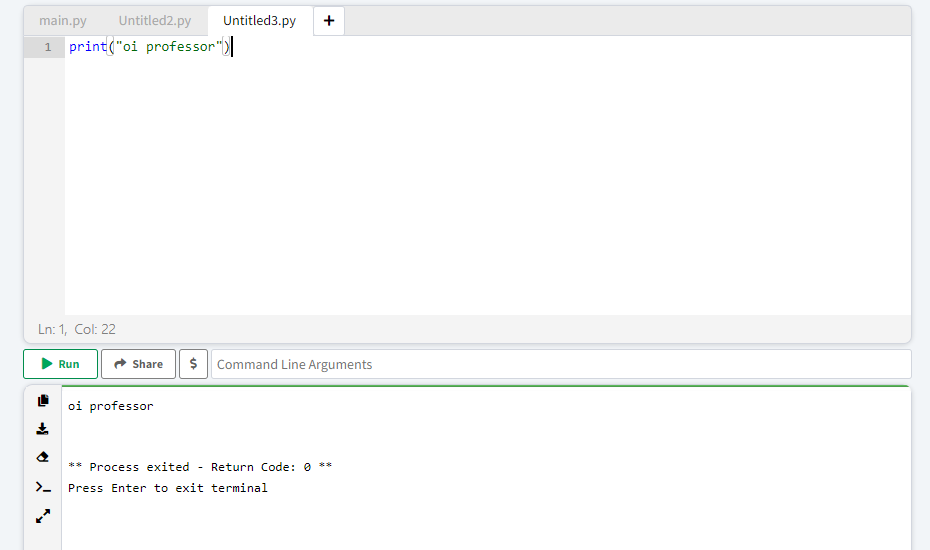 main.py Untitled2.py Untitled3.py +
1 print("oi professor")
Ln: 1, Col: 22
Run Share $ Command Line Arguments
oi professor
** Process exited - Return Code: 0 **
Press Enter to exit terminal